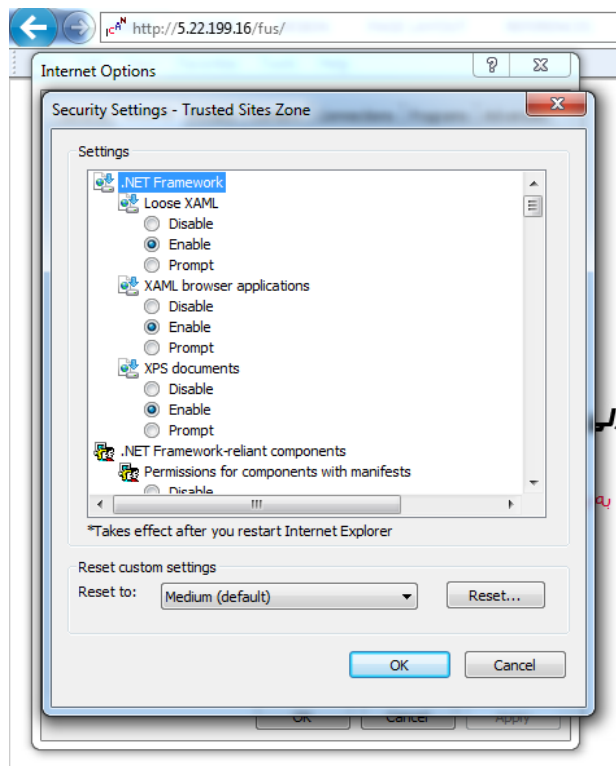 http://5.22.199.16/fus/
Internet Options
Security Settings - Trusted Sites Zone
Settings
.NET Framework
Loose XAML
Disable
Enable
Prompt
XAML browser applications
Disable
Enable
Prompt
XPS documents
Disable
Enable
Prompt
.NET Framework-reliant components
Permissions for components with manifests
Disable
*Takes effect after you restart Internet Explorer
Reset custom settings
Reset to: Medium (default) Reset...
OK Cancel
OK Cancel Apply
به